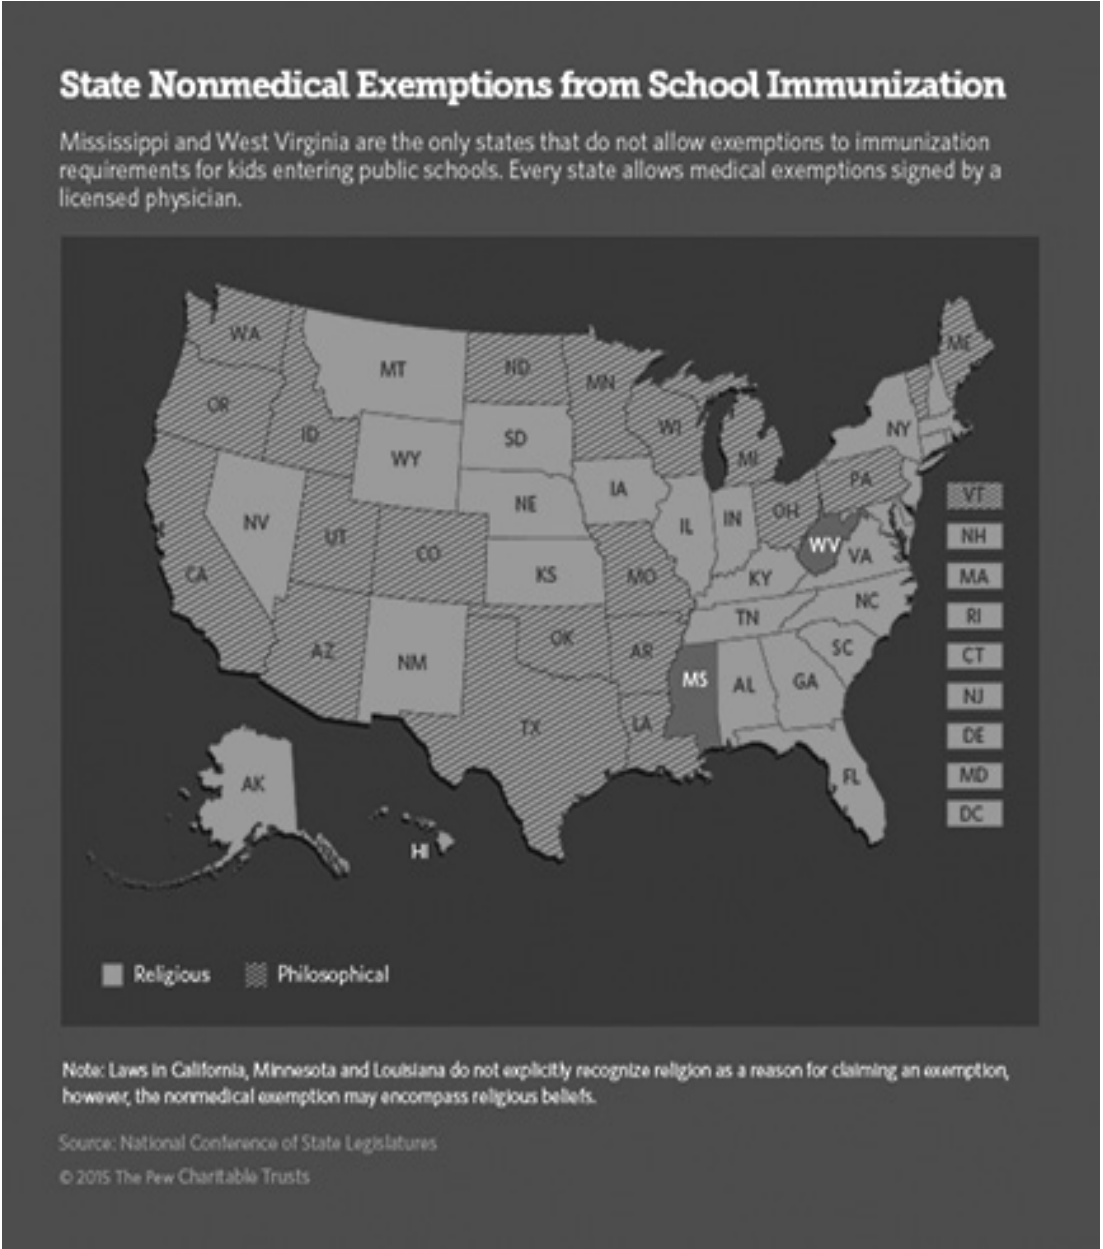 State Nonmedical Exemptions from School Immunization
Mississippi and West Virginia are the only states that do not allow exemptions to immunization
requirements for kids entering public schools. Every state allows medical exemptions signed by a
licensed physician.
WA
MT
ND
MN
ME
OR
ID
WY
SD
WI
MI
NY
NV
UT
CO
NE
IA
IL
IN
OH
PA
WV
VA
CA
KS
MO
KY
NC
TN
AZ
NM
OK
AR
SC
MS
AL
GA
TX
LA
FL
AK
HI
VT
NH
MA
RI
CT
NJ
DE
MD
DC
Religious
Philosophical
Note: Laws in California, Minnesota and Louisiana do not explicitly recognize religion as a reason for claiming an exemption,
however, the nonmedical exemption may encompass religious beliefs.
Source: National Conference of State Legislatures
© 2015 The Pew Charitable Trusts